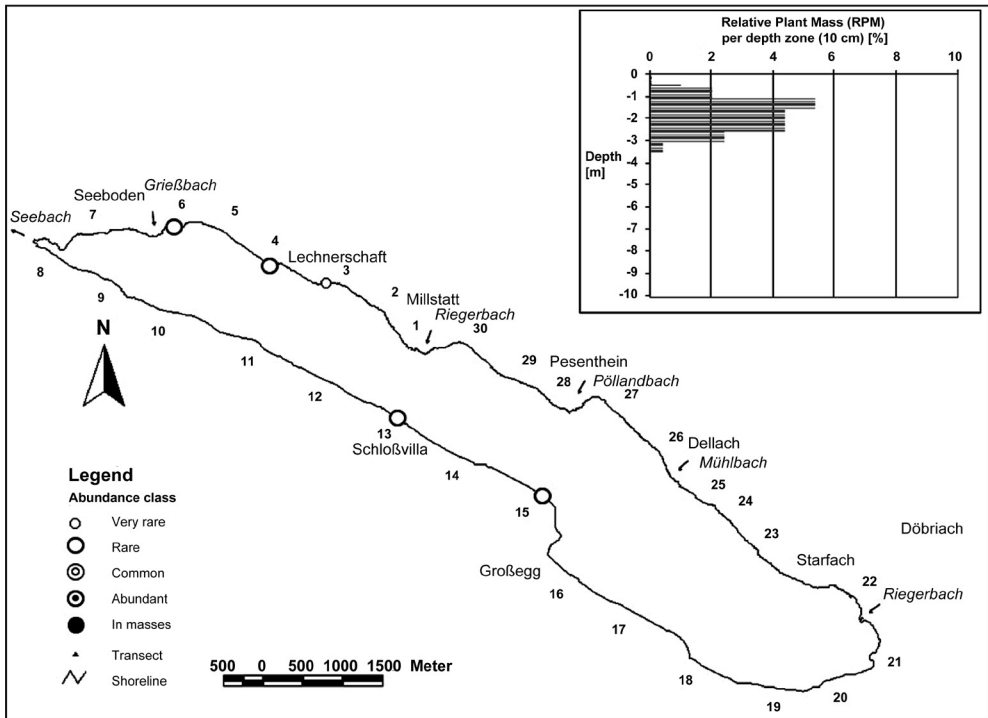 Relative Plant Mass (RPM)
per depth zone (10 cm) [%]
0 2 4 6 8 10
0
-1
-2
-3
-4
-5
-6
-7
-8
-9
-10
Depth
[m]
Seebach
7
Seeboden
Grießbach
6
5
4
Lechnerschaft
3
2
Millstatt
1
Riegerbach
30
29
Pesenthein
28
Pöllandbach
27
26
Dellach
Mühlbach
25
24
23
Döbriach
Starfach
22
Riegerbach
21
20
19
18
17
16
Großegg
15
14
13
Schloßvilla
12
11
10
9
8
N
Legend
Abundance class
Very rare
Rare
Common
Abundant
In masses
Transect
Shoreline
500 0 500 1000 1500 Meter